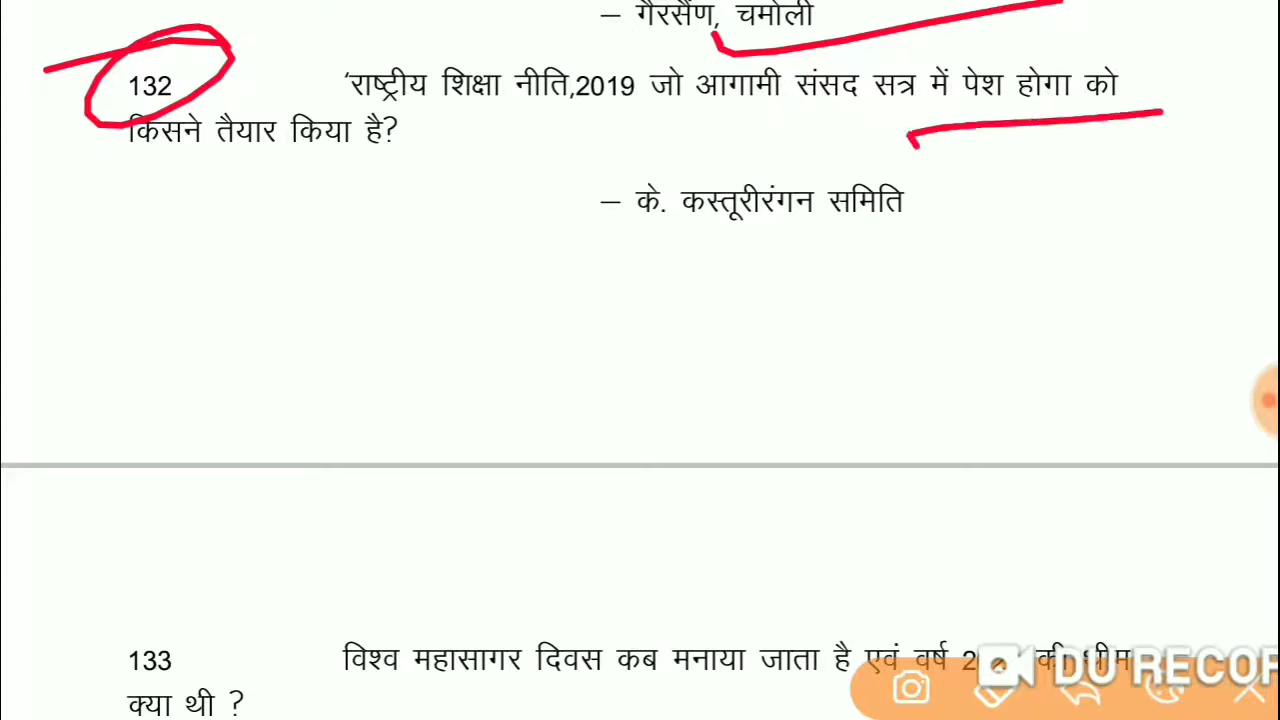 – गैरसैंण, चमोली
132 ‘राष्ट्रीय शिक्षा नीति,2019 जो आगामी संसद सत्र में पेश होगा को
किसने तैयार किया है?
– के. कस्तूरीरंगन समिति
133 विश्व महासागर दिवस कब मनाया जाता है एवं वर्ष की थीम
क्या थी ?
DU RECOR